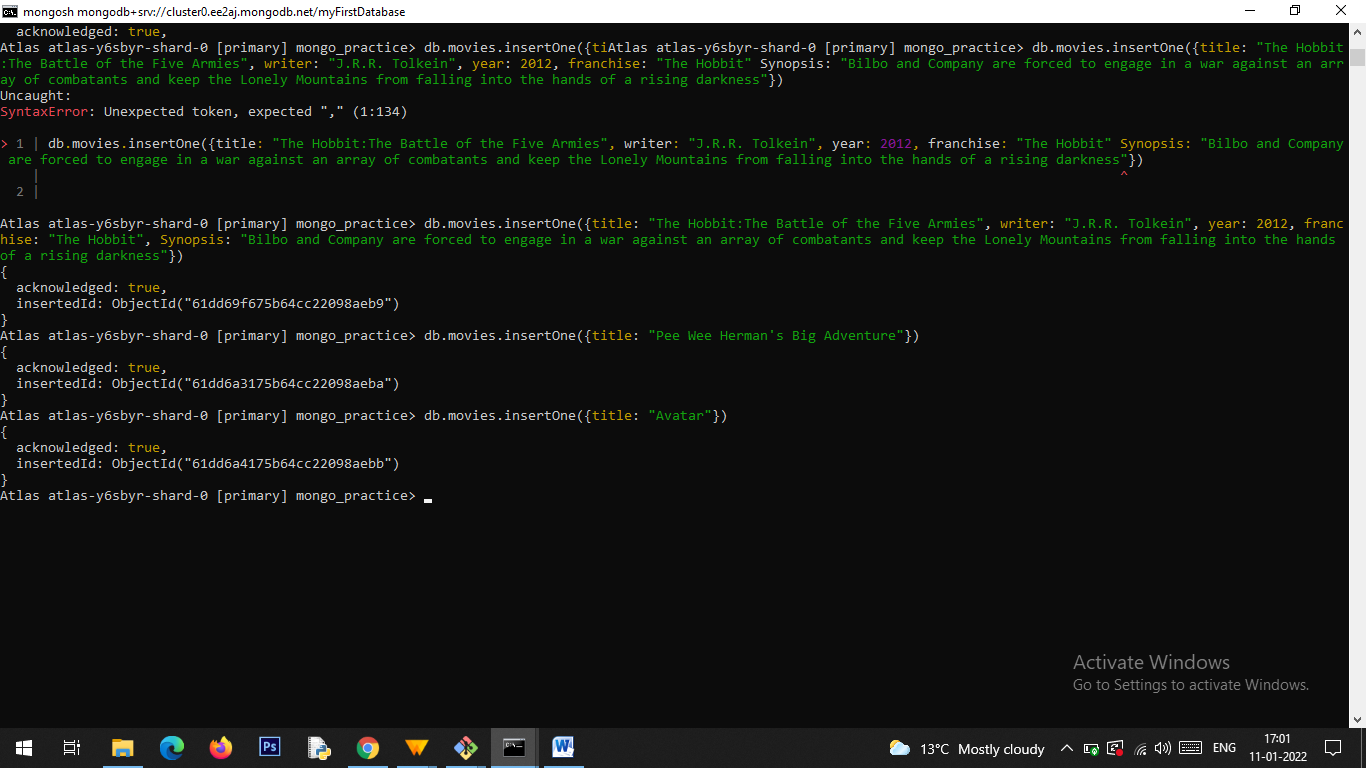 mongosh mongodb+srv://cluster0.ee2aj.mongodb.net/myFirstDatabase
  acknowledged: true,
Atlas atlas-y6sbyr-shard-0 [primary] mongo_practice> db.movies.insertOne({tiAtlas atlas-y6sbyr-shard-0 [primary] mongo_practice> db.movies.insertOne({title: "The Hobbit
:The Battle of the Five Armies", writer: "J.R.R. Tolkein", year: 2012, franchise: "The Hobbit" Synopsis: "Bilbo and Company are forced to engage in a war against an arr
ay of combatants and keep the Lonely Mountains from falling into the hands of a rising darkness"})
Uncaught:
SyntaxError: Unexpected token, expected "," (1:134)
> 1 | db.movies.insertOne({title: "The Hobbit:The Battle of the Five Armies", writer: "J.R.R. Tolkein", year: 2012, franchise: "The Hobbit" Synopsis: "Bilbo and Company
 are forced to engage in a war against an array of combatants and keep the Lonely Mountains from falling into the hands of a rising darkness"})
    |                                                                                                                                       ^
  2 |
Atlas atlas-y6sbyr-shard-0 [primary] mongo_practice> db.movies.insertOne({title: "The Hobbit:The Battle of the Five Armies", writer: "J.R.R. Tolkein", year: 2012, franc
hise: "The Hobbit", Synopsis: "Bilbo and Company are forced to engage in a war against an array of combatants and keep the Lonely Mountains from falling into the hands
of a rising darkness"})
{
  acknowledged: true,
  insertedId: ObjectId("61dd69f675b64cc22098aeb9")
}
Atlas atlas-y6sbyr-shard-0 [primary] mongo_practice> db.movies.insertOne({title: "Pee Wee Herman's Big Adventure"})
{
  acknowledged: true,
  insertedId: ObjectId("61dd6a3175b64cc22098aeba")
}
Atlas atlas-y6sbyr-shard-0 [primary] mongo_practice> db.movies.insertOne({title: "Avatar"})
{
  acknowledged: true,
  insertedId: ObjectId("61dd6a4175b64cc22098aebb")
}
Atlas atlas-y6sbyr-shard-0 [primary] mongo_practice>
Activate Windows
Go to Settings to activate Windows.
Ps
13°C Mostly cloudy
ENG
17:01
11-01-2022